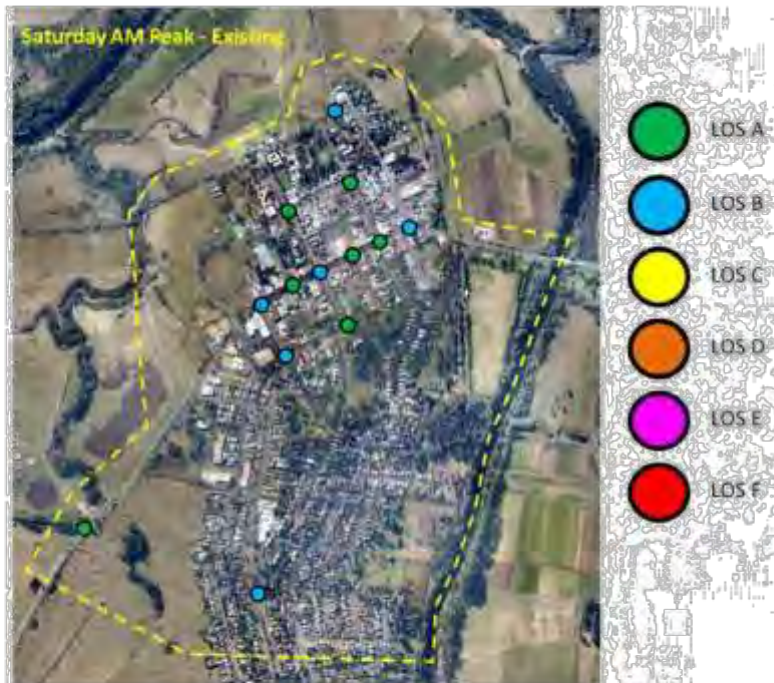 Saturday AM Peak - Existing
LOS A
LOS B
LOS C
LOS D
LOS E
LOS F